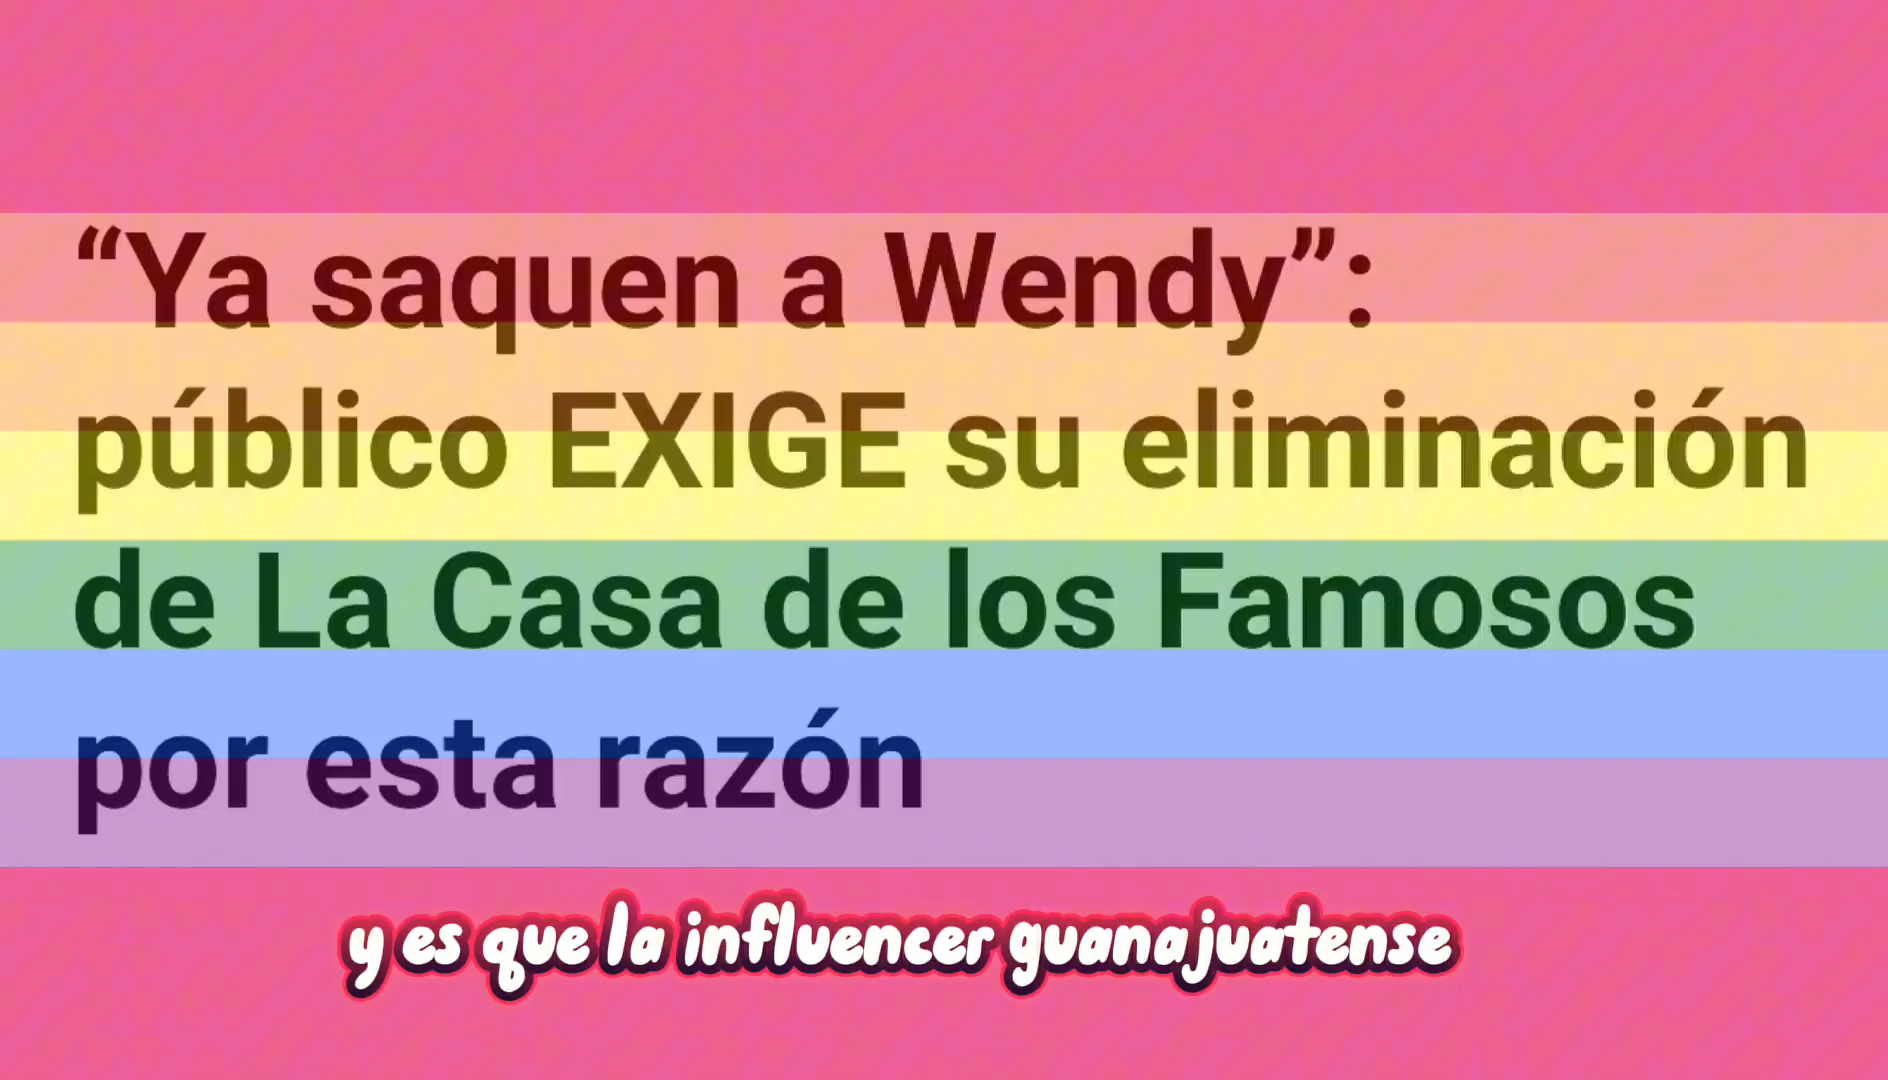 “Ya saquen a Wendy”:
público EXIGE su eliminación
de La Casa de los Famosos
por esta razón
y es que la influencer guanajuatense